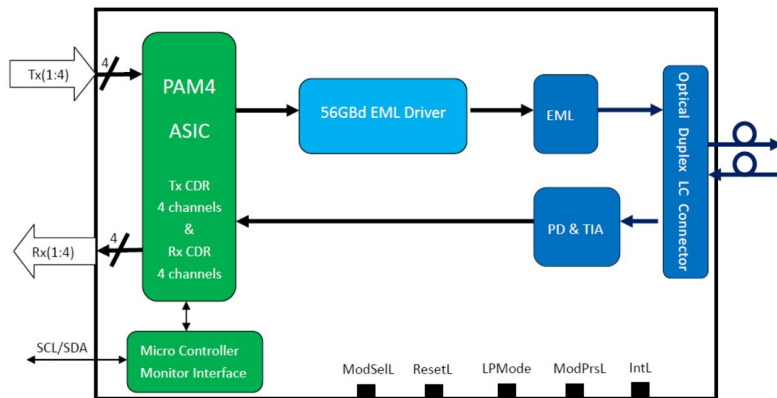 Tx(1:4)
4
PAM4
ASIC
Tx CDR
4 channels
&
Rx CDR
4 channels
56GBd EML Driver
EML
Optical Duplex LC Connector
PD & TIA
4
Rx(1:4)
SCL/SDA
Micro Controller
Monitor Interface
ModSelL
ResetL
LPMode
ModPrsL
IntL